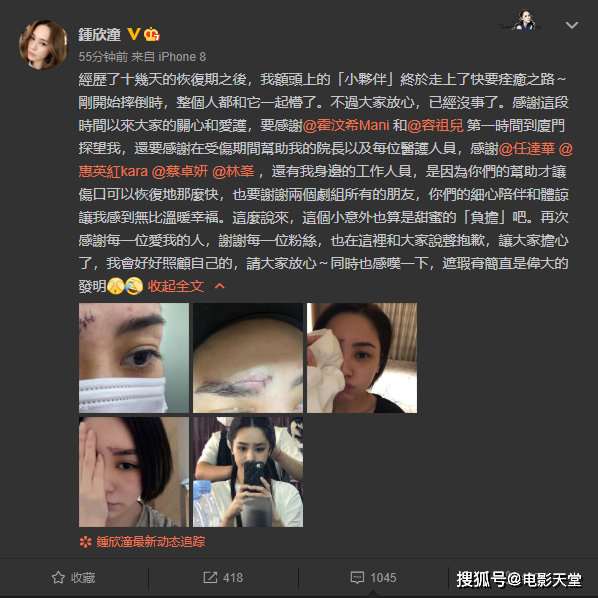 鍾欣潼
55分钟前 来自 iPhone 8
經歷了十幾天的恢復期之後，我額頭上的「小夥伴」終於走上了快要痊癒之路～
剛開始摔倒時，整個人都和它一起懵了。不過大家放心，已經沒事了。感謝這段
時間以來大家的關心和愛護，要感謝@霍汶希Mani 和@容祖兒 第一時間到廈門
探望我，還要感謝在受傷期間幫助我的院長以及每位醫護人員，感謝@任達華 @
惠英紅kara @蔡卓妍 @林峯 ，還有我身邊的工作人員，是因為你們的幫助才讓
傷口可以恢復地那麼快，也要謝謝兩個劇組所有的朋友，你們的細心陪伴和體諒
讓我感到無比溫暖幸福。這麼說來，這個小意外也算是甜蜜的「負擔」吧。再次
感謝每一位愛我的人，謝謝每一位粉絲，也在這裡和大家說聲抱歉，讓大家擔心
了，我會好好照顧自己的，請大家放心～同時也感嘆一下，遮瑕膏簡直是偉大的
發明 收起全文
鍾欣潼最新动态追踪
收藏
418
1045
搜狐号@电影天堂